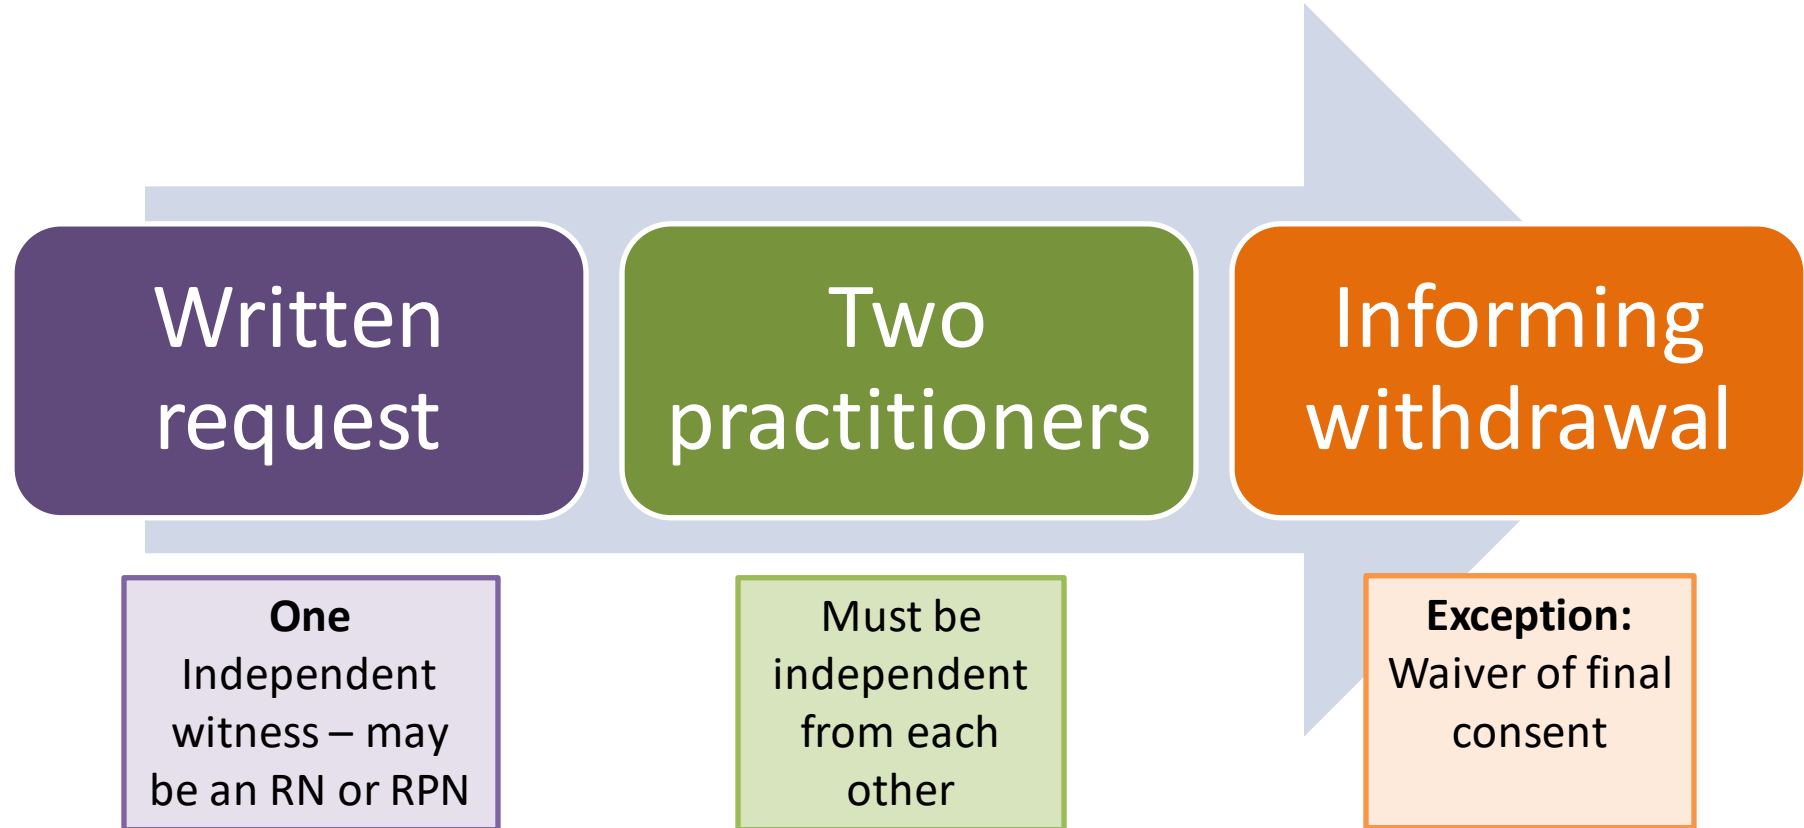 Written
request
Two
practitioners
Informing
withdrawal
One
Independent
witness – may
be an RN or RPN
Must be
independent
from each
other
Exception:
Waiver of final
consent